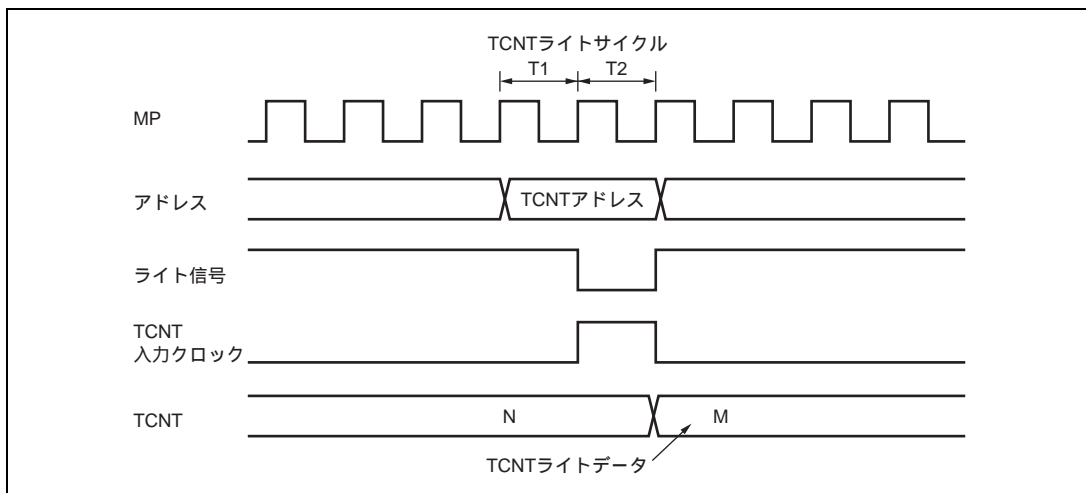 TCNTライトサイクル
T1 T2
MP
アドレス
TCNTアドレス
ライト信号
TCNT
入力クロック
TCNT
N
M
TCNTライトデータ